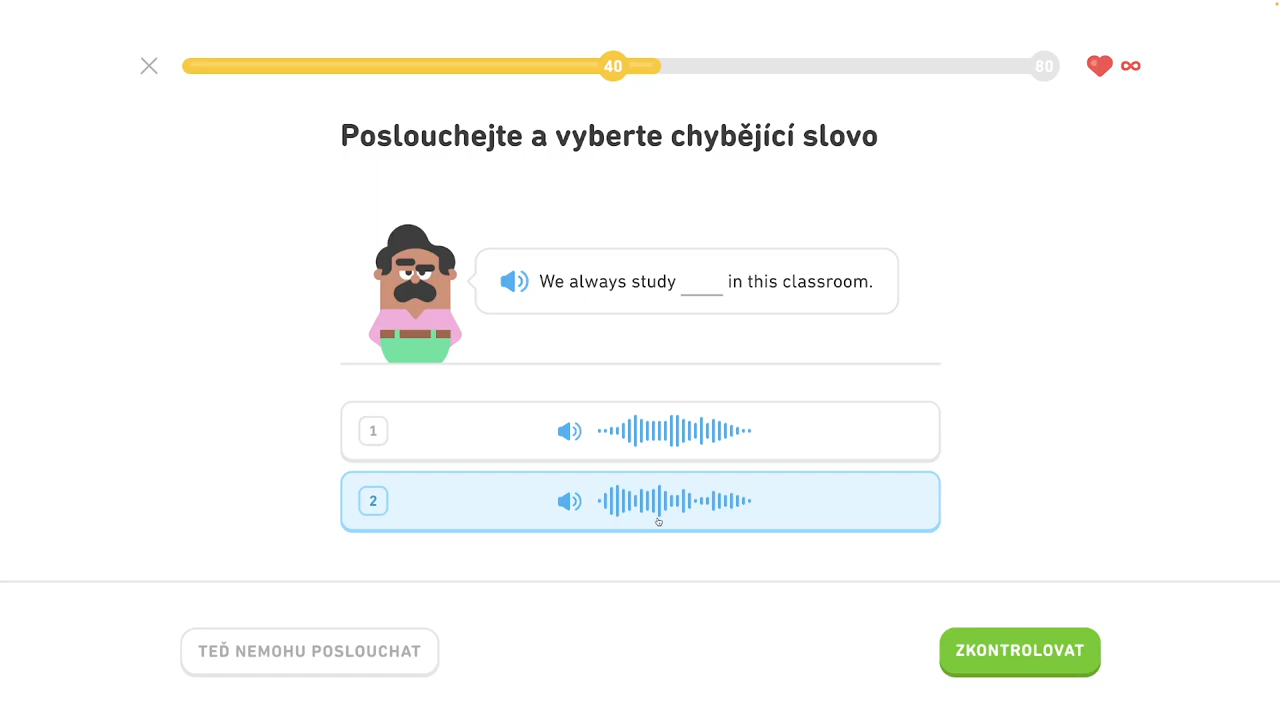 40
80
∞
Poslouchejte a vyberte chybějící slovo
We always study ____ in this classroom.
1
2
TEĎ NEMOHU POSLOUCHAT
ZKONTROLOVAT